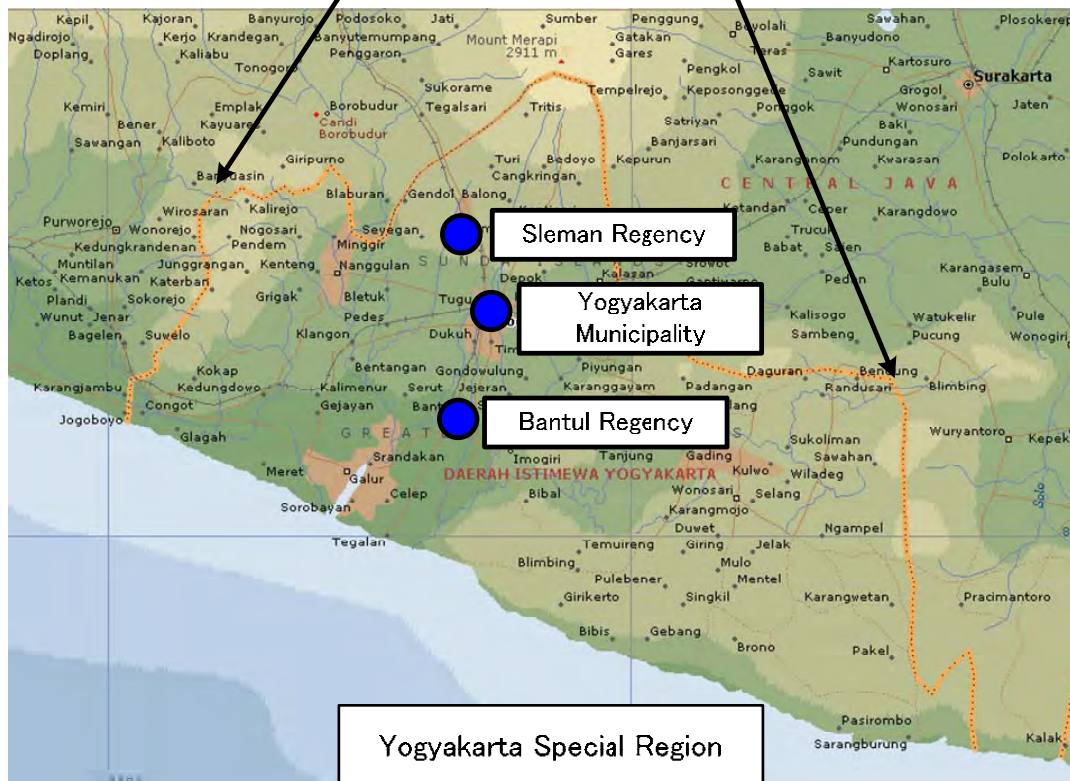 Kepil
Kajoran
Banyurojo
Podosoko
Jati
Sumber
Penggung
Boyolali
Sawahan
Plosokerep
Ngadirojo
Kerjo
Krandegan
Banyutemumpang
Mount Merapi
2911 m
Gatakan
Teras
Banyudono
Doplang
Kaliabu
Penggaron
Gares
Kartosuro
Tonogoro
Pengkol
Sawit
Surakarta
Sukorame
Tempelrejo
Keposonggede
Grogol
Kemiri
Emplak
Borobudur
Tegalsari
Tritis
Ponggok
Wonosari
Jaten
Bener
Kayuares
Candi
Borobudur
Satriyan
Baki
Sawangan
Kaliboto
Banjarsari
Pundungan
Giripurno
Turi
Bedoyo
Kepurun
Karanganom
Kwarasan
Polokarto
Banyuasin
Cangkringan
CENTRAL JAVA
Wirosaran
Kalirejo
Blaburan
Gendol
Balong
Ketandan
Ceper
Karangdowo
Purworejo
Wonorejo
Nogosari
Seyegan
Sleman Regency
Trucuk
Kedungkrandenan
Pendem
Minggir
Babat
Sajen
Muntilan
Junggrangan
Kenteng
Nanggulan
Depok
Kalasan
Karangasem
Ketos
Kemanukan
Katerban
Pedan
Bulu
Plandi
Sokorejo
Grigak
Bletuk
Tugu
Yogyakarta
Municipality
Wunut
Jenar
Pedes
Kalisogo
Watukelir
Pule
Bagelen
Suwelo
Klangon
Dukuh
Sambeng
Pucung
Wonogiri
Kokap
Bentangan
Gondowulung
Piyungan
Daguran
Bendung
Karangjambu
Kedungdowo
Kalimenur
Serut
Jejeran
Karanggayam
Padangan
Randusari
Blimbing
Jogoboyo
Congot
Gejayan
Bantul Regency
Glagah
Sukoliman
Wuryantoro
Kepek
Srandakan
Imogiri
Tanjung
Gading
Sawahan
Meret
Galur
DAERAH ISTIMEWA YOGYAKARTA
Kulwo
Wiladeg
Sorobayan
Celep
Bibal
Wonosari
Selang
Solo
Karangmojo
Tegalan
Duwet
Ngampel
Temuireng
Giring
Jelak
Blimbing
Mulo
Pulebener
Mentel
Girikerto
Singkil
Karangwetan
Pracimantoro
Bibis
Gebang
Brono
Pakel
Yogyakarta Special Region
Pasirombo
Sarangburung
Kalak